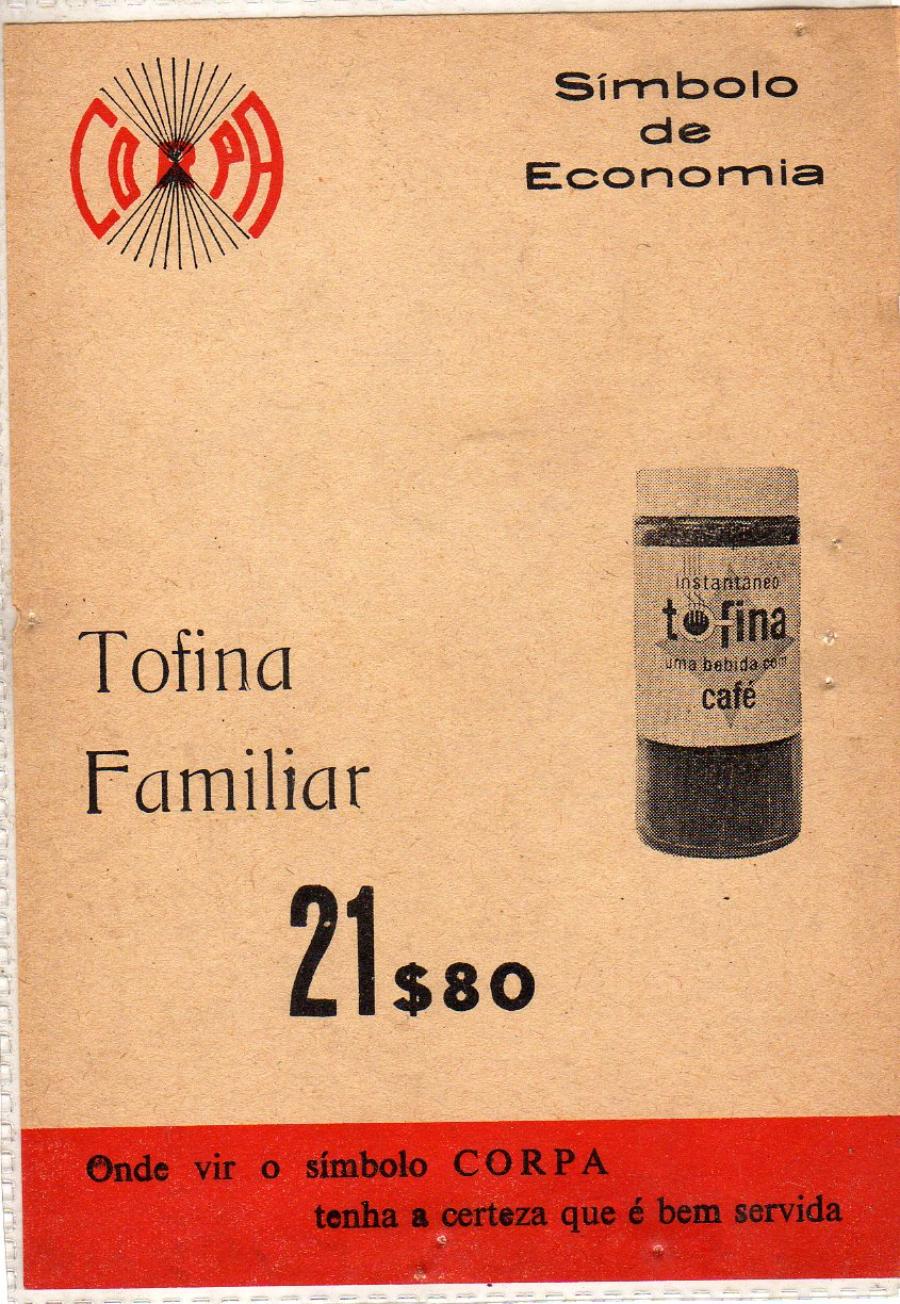 CORPA
Símbolo
de
Economia
instantâneo
tofina
uma bebida com
café
Tofina
Familiar
21$80
Onde vir o símbolo CORPA
tenha a certeza que é bem servida